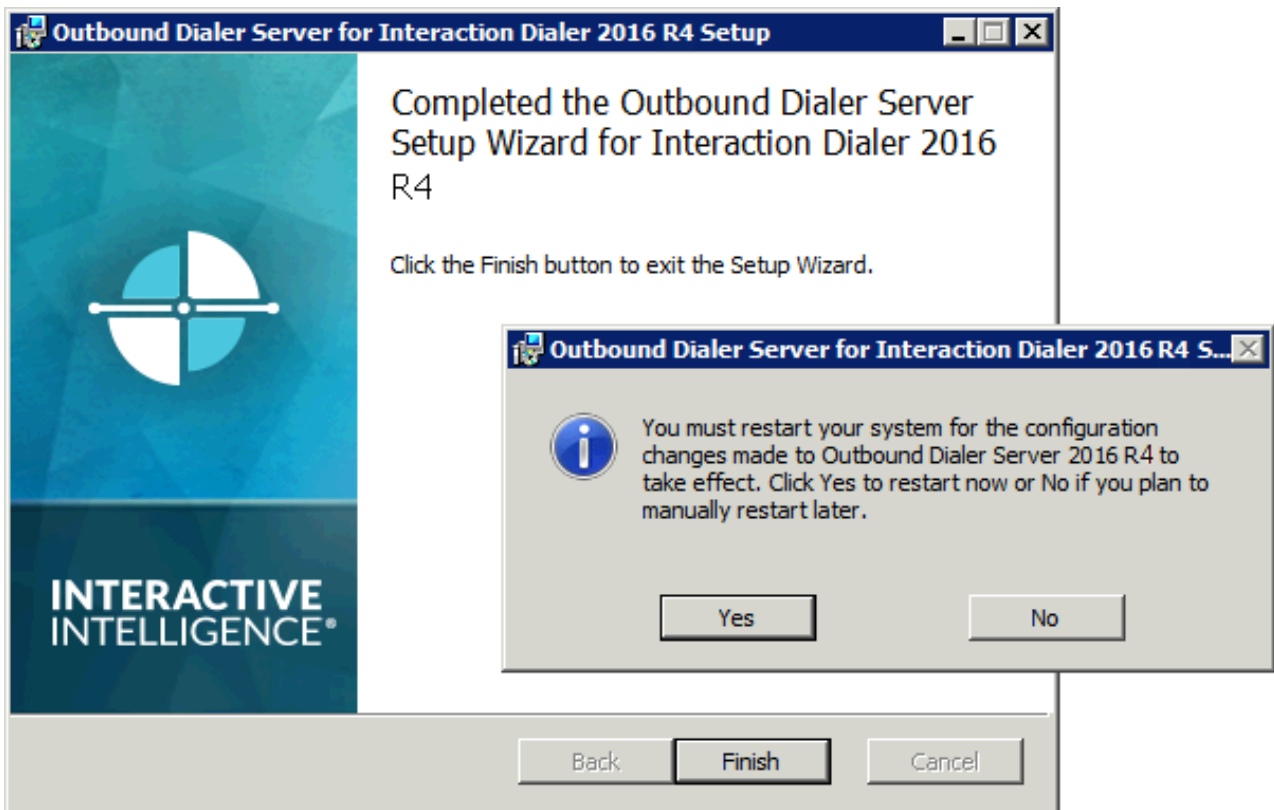 Outbound Dialer Server for Interaction Dialer 2016 R4 Setup
Completed the Outbound Dialer Server
Setup Wizard for Interaction Dialer 2016
R4
Click the Finish button to exit the Setup Wizard.
Outbound Dialer Server for Interaction Dialer 2016 R4 S...
You must restart your system for the configuration
changes made to Outbound Dialer Server 2016 R4 to
take effect. Click Yes to restart now or No if you plan to
manually restart later.
Yes
No
INTERACTIVE
INTELLIGENCE®
Back
Finish
Cancel